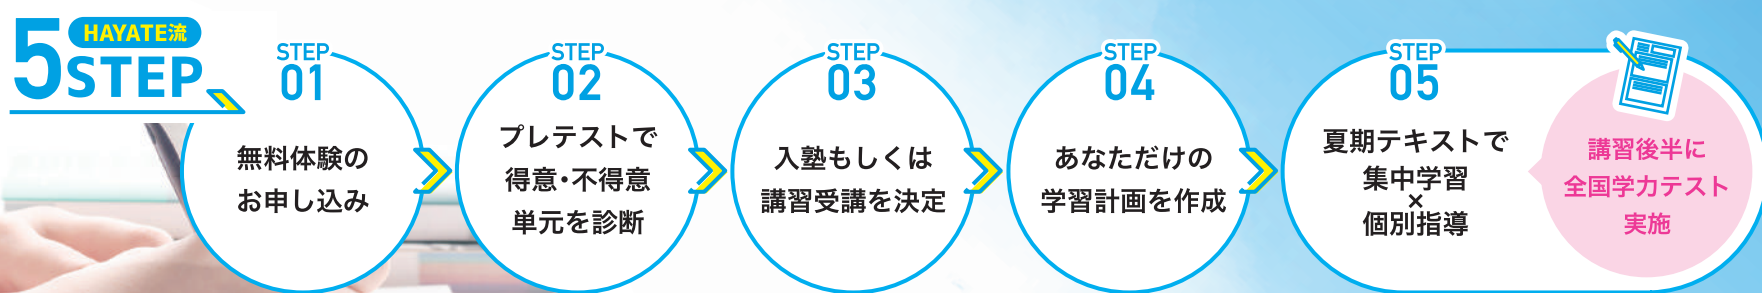 HAYATE流
5STEP
STEP
01
無料体験の
お申し込み
STEP
02
プレテストで
得意・不得意
単元を診断
STEP
03
入塾もしくは
講習受講を決定
STEP
04
あなただけの
学習計画を作成
STEP
05
夏期テキストで
集中学習
×
個別指導
講習後半に
全国学力テスト
実施